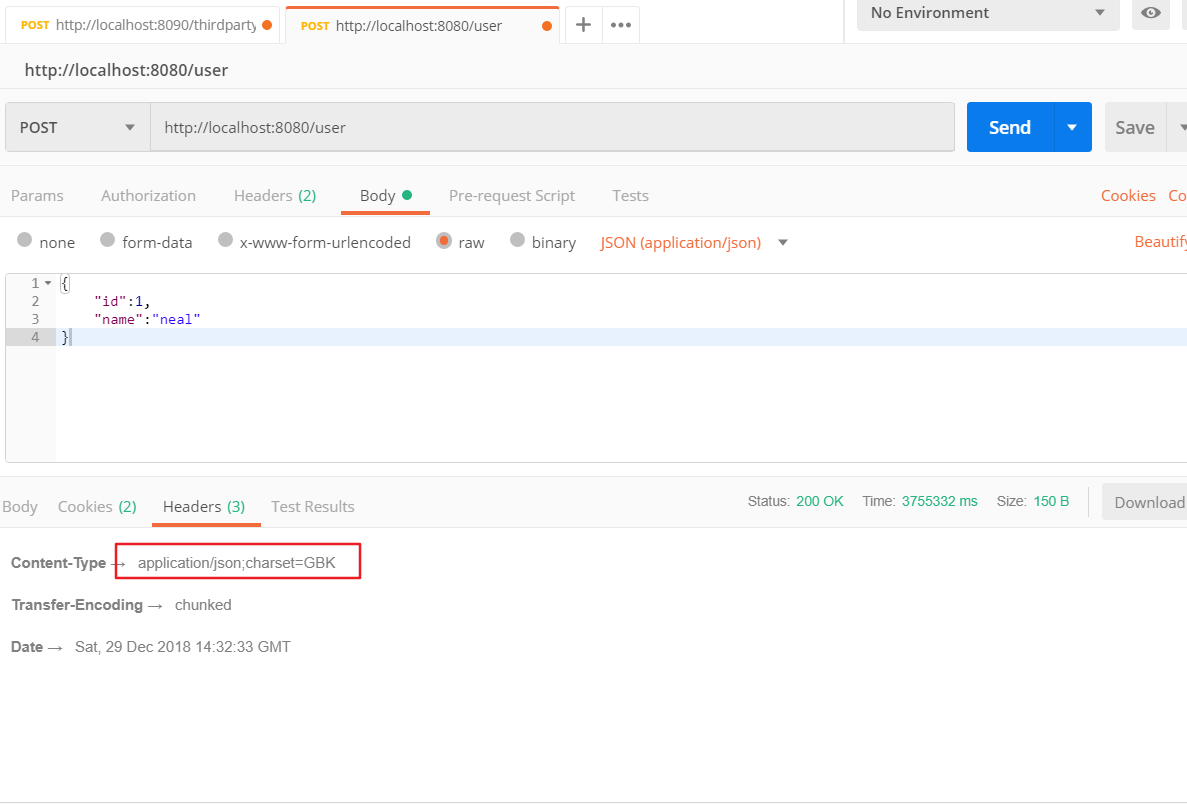 POST http://localhost:8090/thirdparty POST http://localhost:8080/user + ••• No Environment
http://localhost:8080/user
POST http://localhost:8080/user Send Save
Params Authorization Headers (2) Body Pre-request Script Tests Cookies Co
none form-data x-www-form-urlencoded raw binary JSON (application/json) Beautify
1 {
2 "id":1,
3 "name":"neal"
4 }
Body Cookies (2) Headers (3) Test Results Status: 200 OK Time: 3755332 ms Size: 150 B Download
Content-Type → application/json;charset=GBK
Transfer-Encoding → chunked
Date → Sat, 29 Dec 2018 14:32:33 GMT